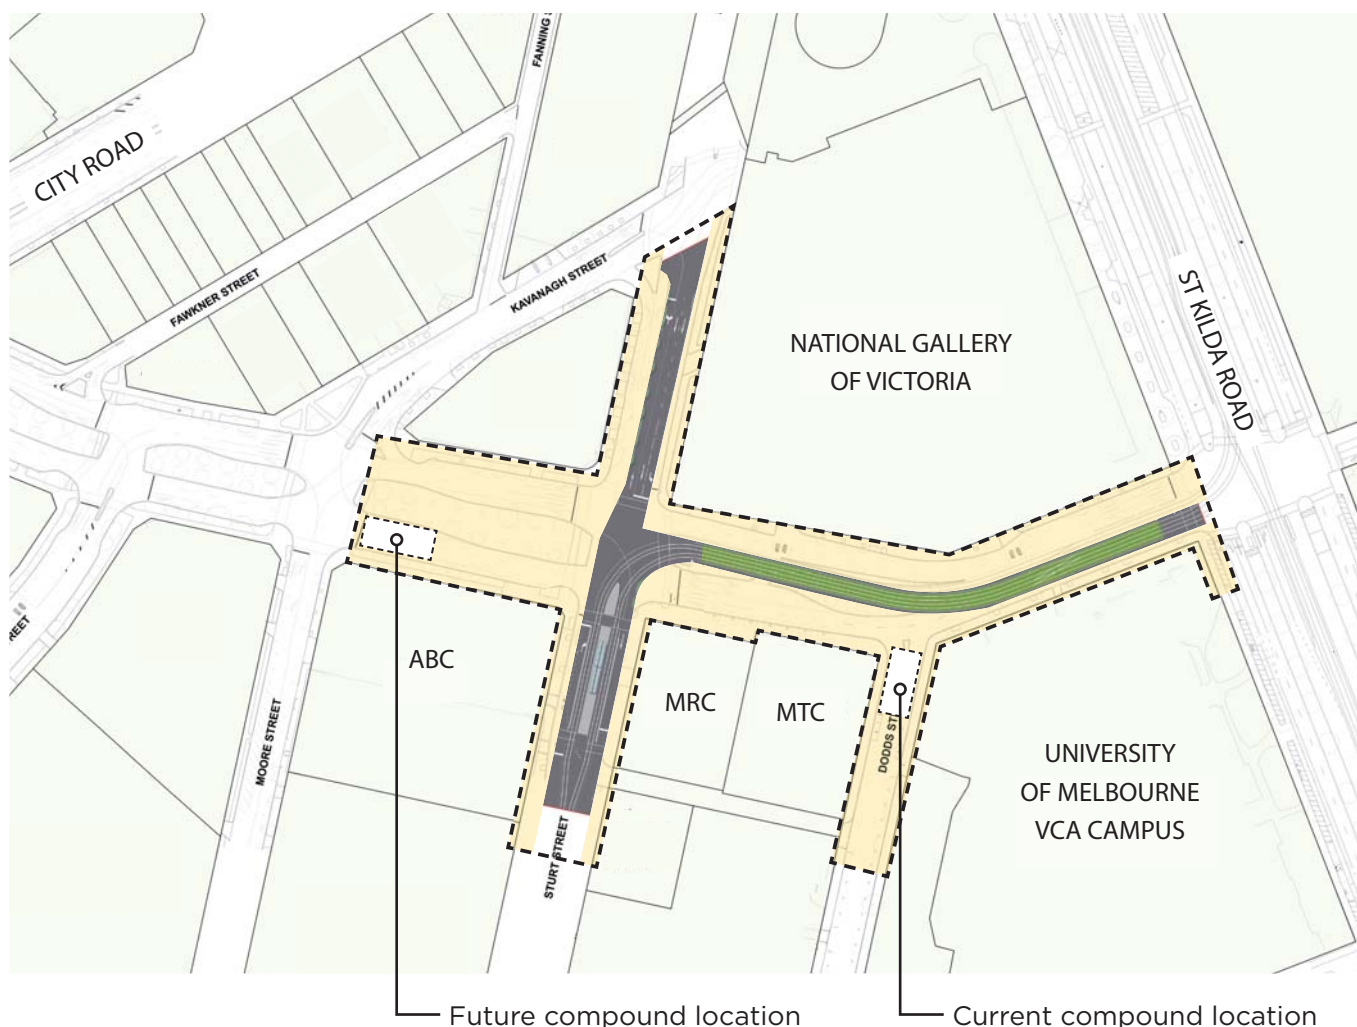 FANNING S
CITY ROAD
FAWKNER STREET
KAVANAGH STREET
ST KILDA ROAD
NATIONAL GALLERY
OF VICTORIA
REET
MOORE STREET
ABC
MRC
MTC
DODDS ST
UNIVERSITY
OF MELBOURNE
VCA CAMPUS
STURT STREET
Future compound location
Current compound location